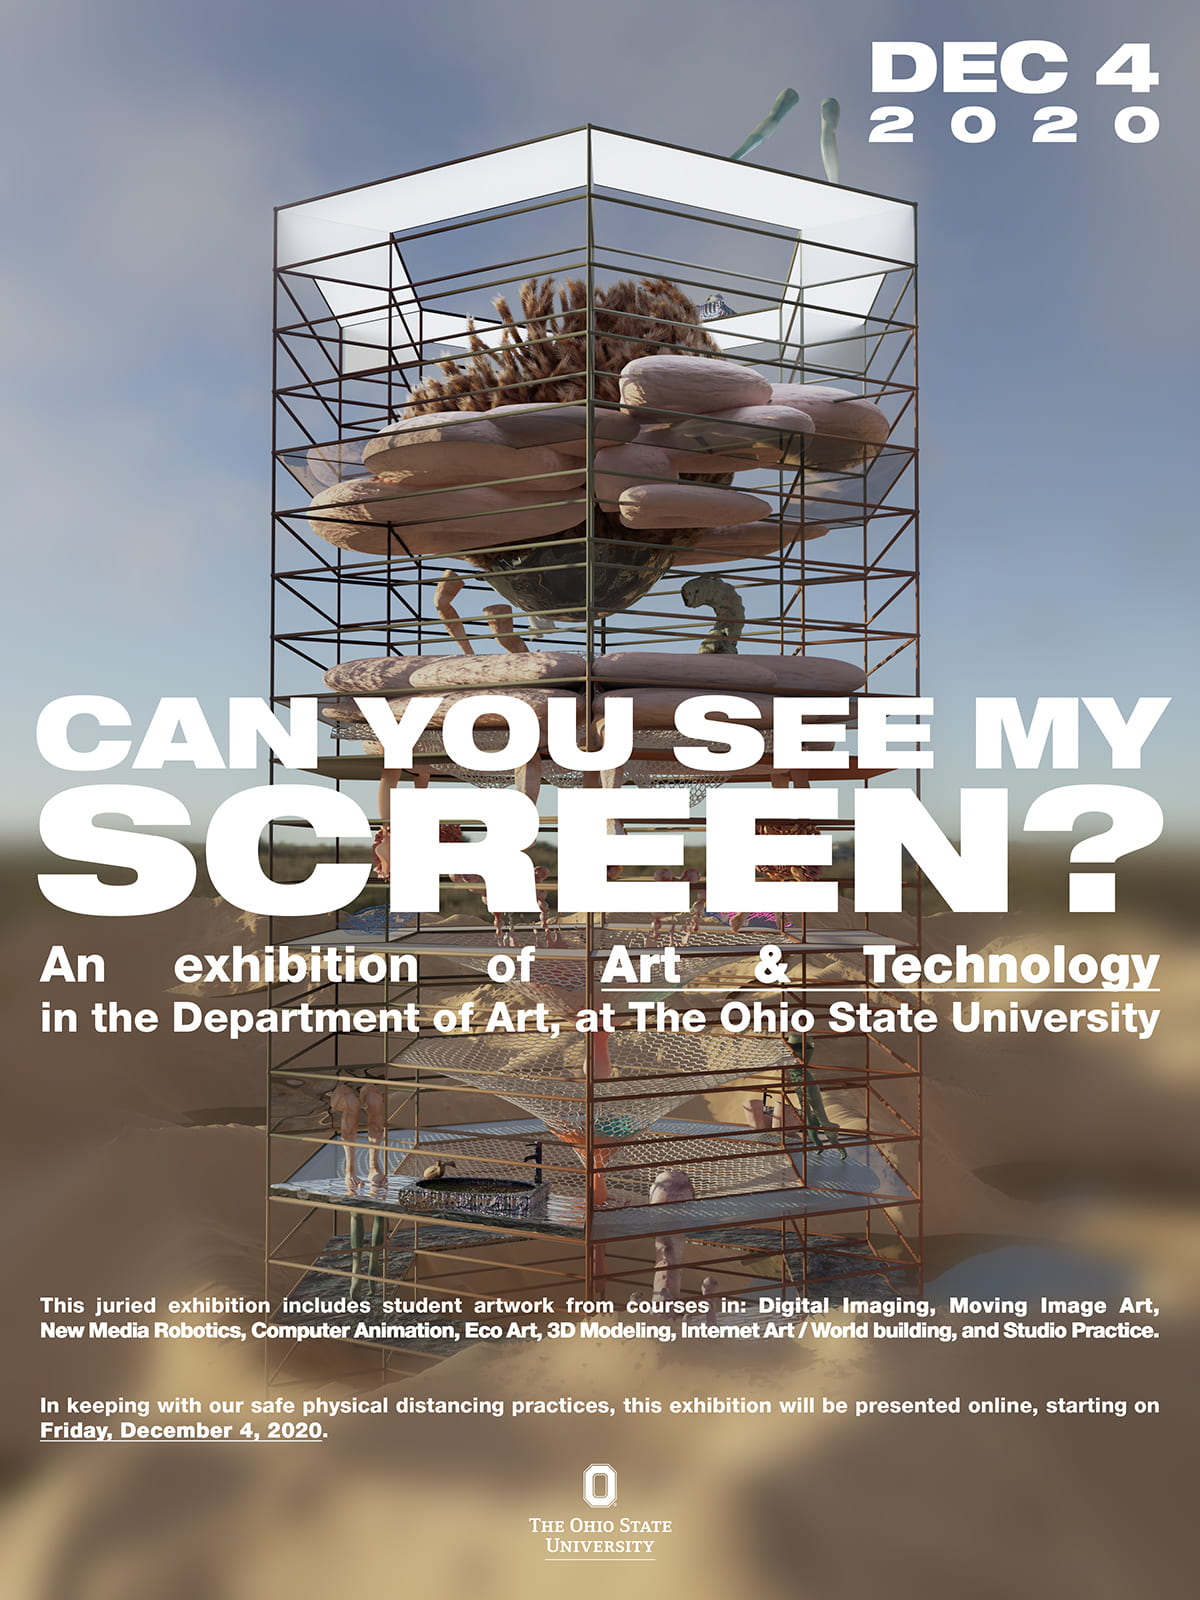 DEC 4
2020
CAN YOU SEE MY
SCREEN?
An exhibition of Art & Technology
in the Department of Art, at The Ohio State University
This juried exhibition includes student artwork from courses in: Digital Imaging, Moving Image Art,
New Media Robotics, Computer Animation, Eco Art, 3D Modeling, Internet Art / World building, and Studio Practice.
In keeping with our safe physical distancing practices, this exhibition will be presented online, starting on
Friday, December 4, 2020.
THE OHIO STATE
UNIVERSITY